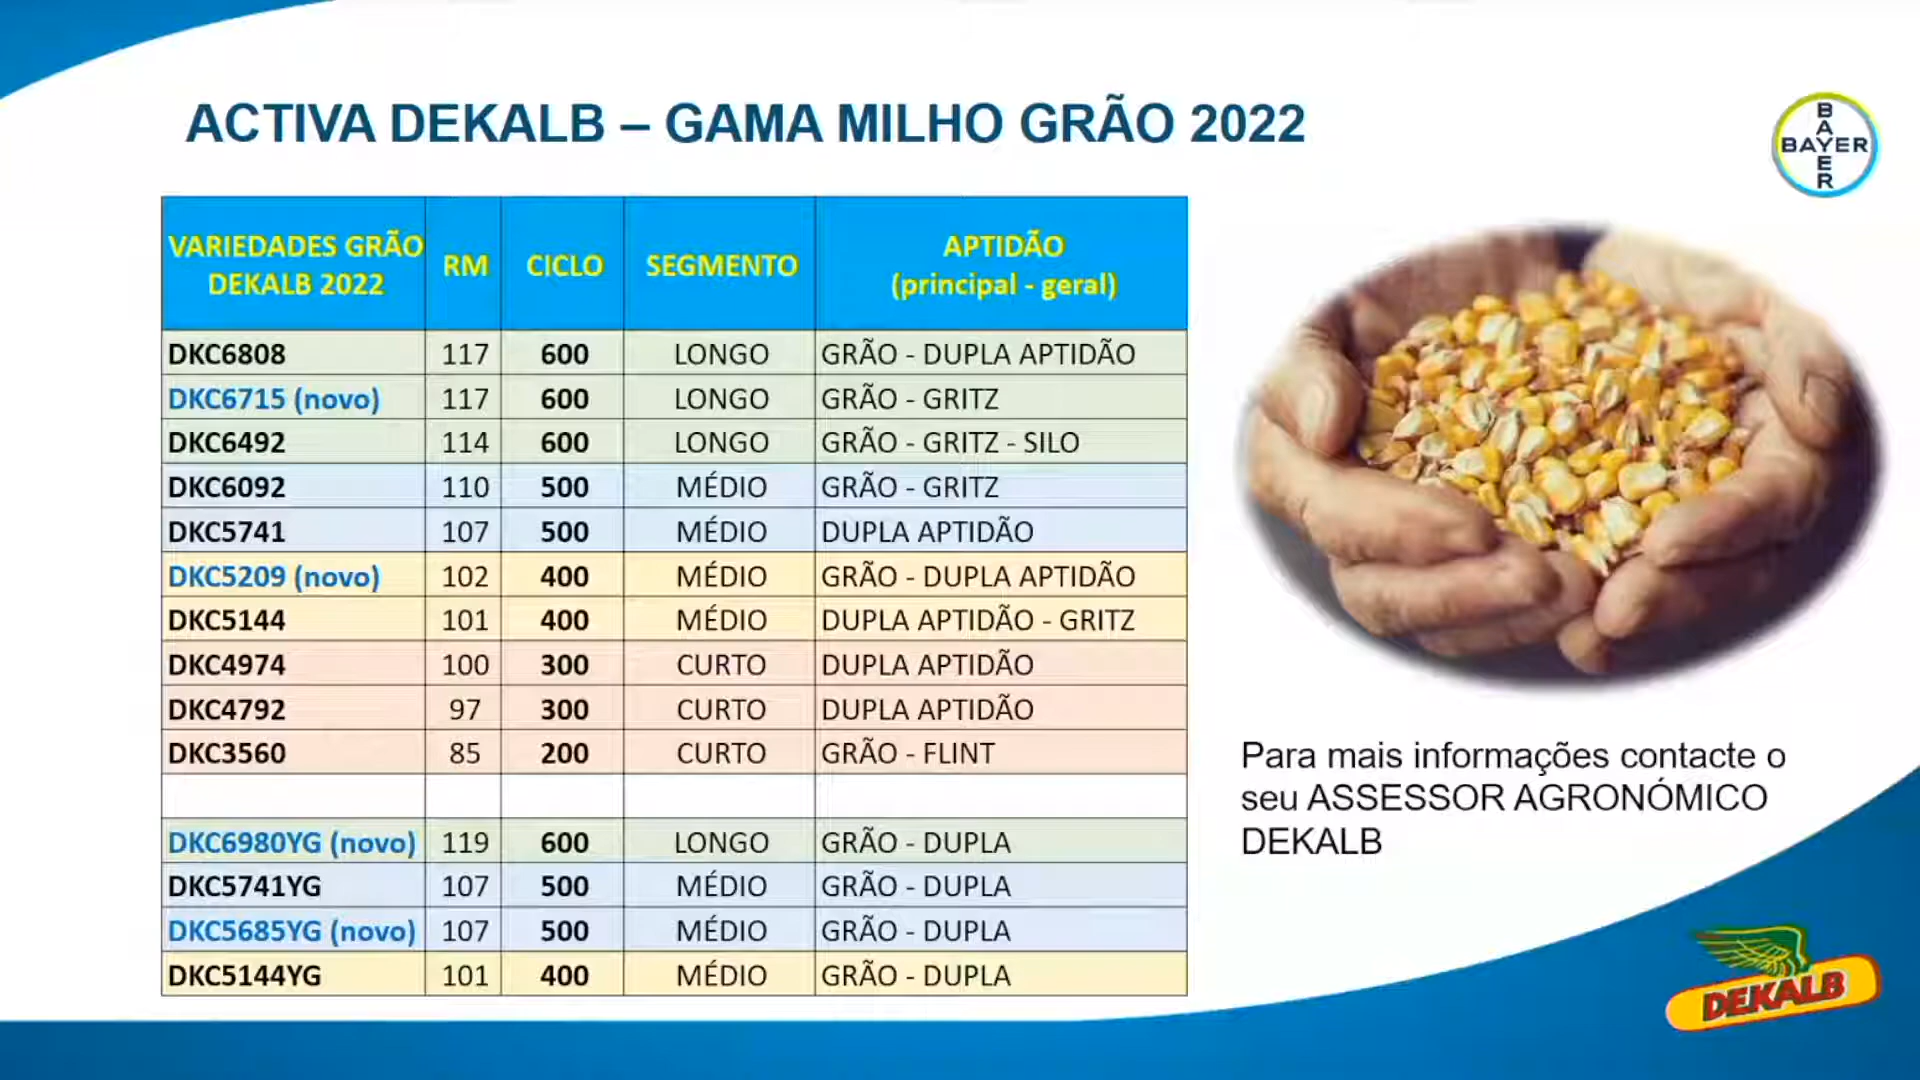 ACTIVA DEKALB – GAMA MILHO GRÃO 2022
BAYER
BAYER
VARIEDADES GRÃO DEKALB 2022 RM CICLO SEGMENTO APTIDÃO (principal - geral)
DKC6808 117 600 LONGO GRÃO - DUPLA APTIDÃO
DKC6715 (novo) 117 600 LONGO GRÃO - GRITZ
DKC6492 114 600 LONGO GRÃO - GRITZ - SILO
DKC6092 110 500 MÉDIO GRÃO - GRITZ
DKC5741 107 500 MÉDIO DUPLA APTIDÃO
DKC5209 (novo) 102 400 MÉDIO GRÃO - DUPLA APTIDÃO
DKC5144 101 400 MÉDIO DUPLA APTIDÃO - GRITZ
DKC4974 100 300 CURTO DUPLA APTIDÃO
DKC4792 97 300 CURTO DUPLA APTIDÃO
DKC3560 85 200 CURTO GRÃO - FLINT
DKC6980YG (novo) 119 600 LONGO GRÃO - DUPLA
DKC5741YG 107 500 MÉDIO GRÃO - DUPLA
DKC5685YG (novo) 107 500 MÉDIO GRÃO - DUPLA
DKC5144YG 101 400 MÉDIO GRÃO - DUPLA
Para mais informações contacte o
seu ASSESSOR AGRONÓMICO
DEKALB
DEKALB